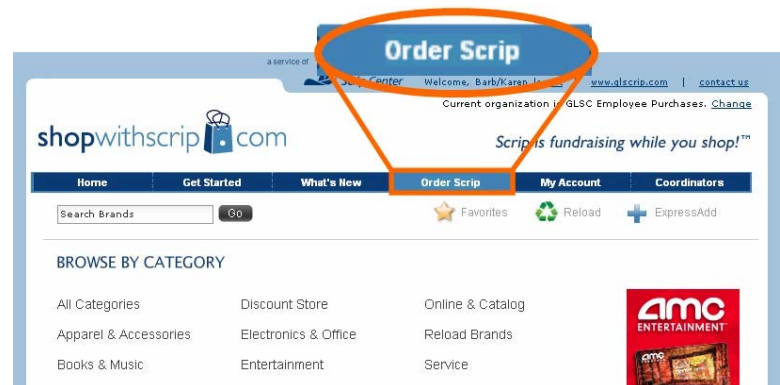 Order Scrip
a service of
Center Welcome, Barb/Karen www.glscrip.com | contact us
Current organization is GLSC Employee Purchases. Change
shopwithscrip.com
Scrip is fundraising while you shop!™
Home Get Started What's New Order Scrip My Account Coordinators
Search Brands Go Favorites Reload ExpressAdd
BROWSE BY CATEGORY
All Categories Discount Store Online & Catalog
Apparel & Accessories Electronics & Office Reload Brands
Books & Music Entertainment Service
amc
ENTERTAINMENT
amc